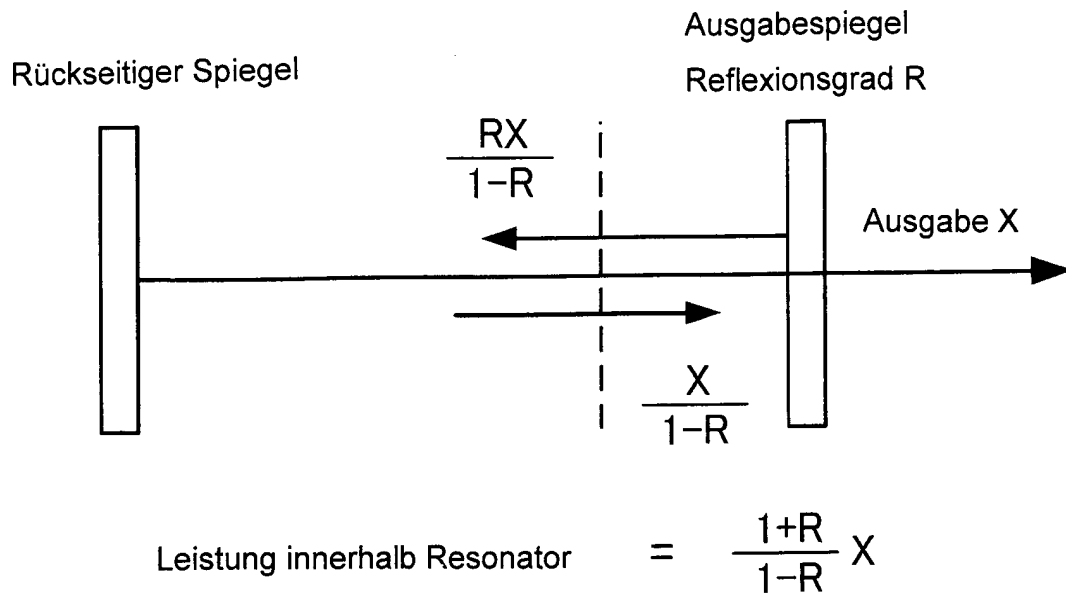 Ausgabespiegel
Rückseitiger Spiegel
Reflexionsgrad R
RX
1-R
Ausgabe X
X
1-R
Leistung innerhalb Resonator = 1+R
1-R X